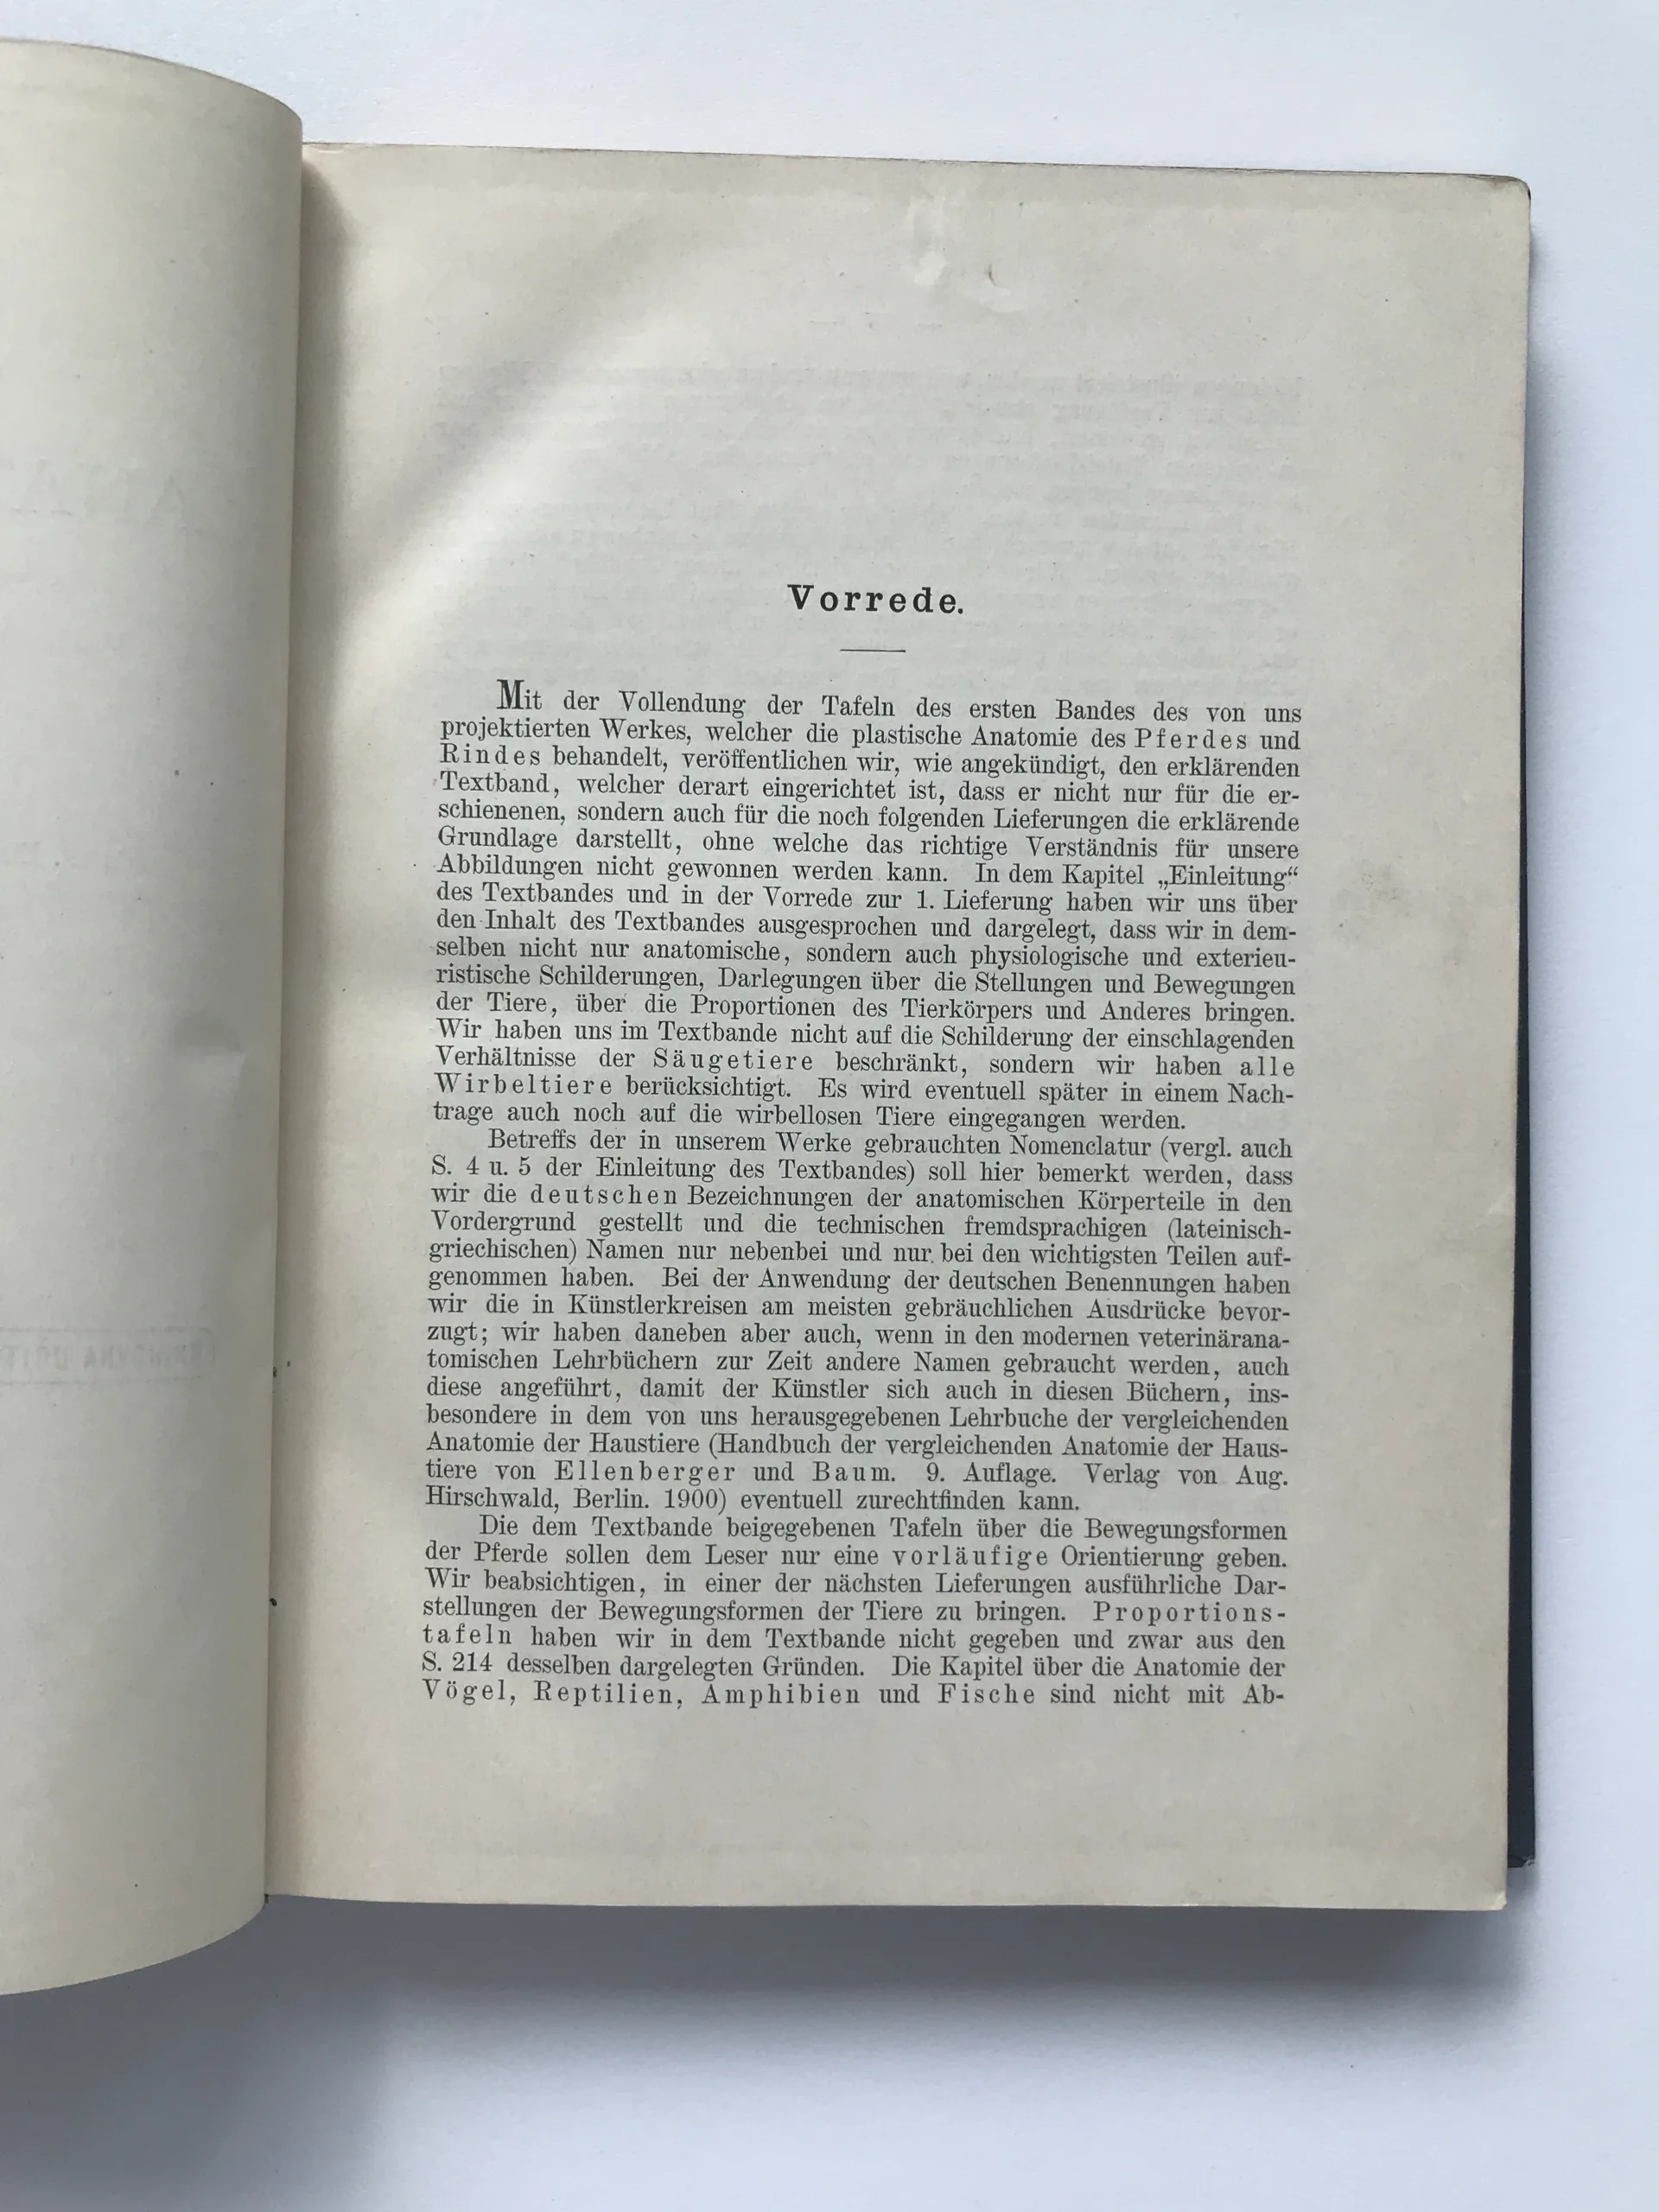 Vorrede.
Mit der Vollendung der Tafeln des ersten Bandes des von uns
projektierten Werkes, welcher die plastische Anatomie des Pferdes und
Rindes behandelt, veröffentlichen wir, wie angekündigt, den erklärenden
Textband, welcher derart eingerichtet ist, dass er nicht nur für die er-
schienenen, sondern auch für die noch folgenden Lieferungen die erklärende
Grundlage darstellt, ohne welche das richtige Verständnis für unsere
Abbildungen nicht gewonnen werden kann. In dem Kapitel „Einleitung“
des Textbandes und in der Vorrede zur 1. Lieferung haben wir uns über
den Inhalt des Textbandes ausgesprochen und dargelegt, dass wir in dem-
selben nicht nur anatomische, sondern auch physiologische und exterieu-
ristische Schilderungen, Darlegungen über die Stellungen und Bewegungen
der Tiere, über die Proportionen des Tierkörpers und Anderes bringen.
Wir haben uns im Textbande nicht auf die Schilderung der einschlagenden
Verhältnisse der Säugetiere beschränkt, sondern wir haben alle
Wirbeltiere berücksichtigt. Es wird eventuell später in einem Nach-
trage auch noch auf die wirbellosen Tiere eingegangen werden.
Betreffs der in unserem Werke gebrauchten Nomenclatur (vergl. auch
S. 4 u. 5 der Einleitung des Textbandes) soll hier bemerkt werden, dass
wir die deutschen Bezeichnungen der anatomischen Körperteile in den
Vordergrund gestellt und die technischen fremdsprachigen (lateinisch-
griechischen) Namen nur nebenbei und nur bei den wichtigsten Teilen auf-
genommen haben. Bei der Anwendung der deutschen Benennungen haben
wir die in Künstlerkreisen am meisten gebräuchlichen Ausdrücke bevor-
zugt; wir haben daneben aber auch, wenn in den modernen veterinärana-
tomischen Lehrbüchern zur Zeit andere Namen gebraucht werden, auch
diese angeführt, damit der Künstler sich auch in diesen Büchern, ins-
besondere in dem von uns herausgegebenen Lehrbuche der vergleichenden
Anatomie der Haustiere (Handbuch der vergleichenden Anatomie der Haus-
tiere von Ellenberger und Baum. 9. Auflage. Verlag von Aug.
Hirschwald, Berlin. 1900) eventuell zurechtfinden kann.
Die dem Textbande beigegebenen Tafeln über die Bewegungsformen
der Pferde sollen dem Leser nur eine vorläufige Orientierung geben.
Wir beabsichtigen, in einer der nächsten Lieferungen ausführliche Dar-
stellungen der Bewegungsformen der Tiere zu bringen. Proportions-
tafeln haben wir in dem Textbande nicht gegeben und zwar aus den
S. 214 desselben dargelegten Gründen. Die Kapitel über die Anatomie der
Vögel, Reptilien, Amphibien und Fische sind nicht mit Ab-